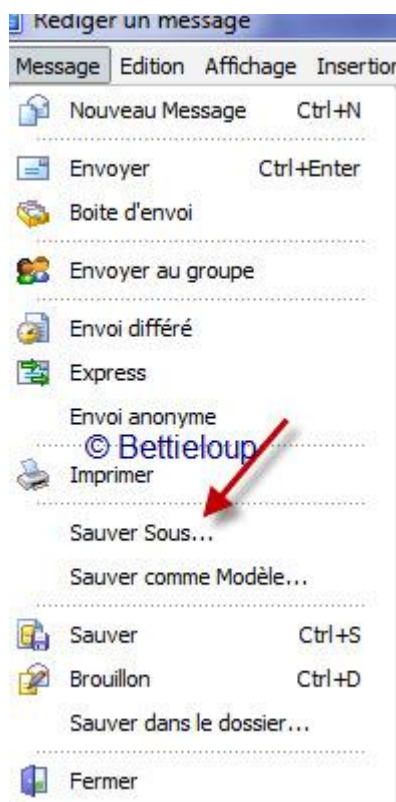 Rédiger un message
Message Edition Affichage Insertion
Nouveau Message Ctrl+N
Envoyer Ctrl+Enter
Boite d'envoi
Envoyer au groupe
Envoi différé
Express
Envoi anonyme
© Bettieloup
Imprimer
Sauver Sous...
Sauver comme Modèle...
Sauver Ctrl+S
Brouillon Ctrl+D
Sauver dans le dossier...
Fermer